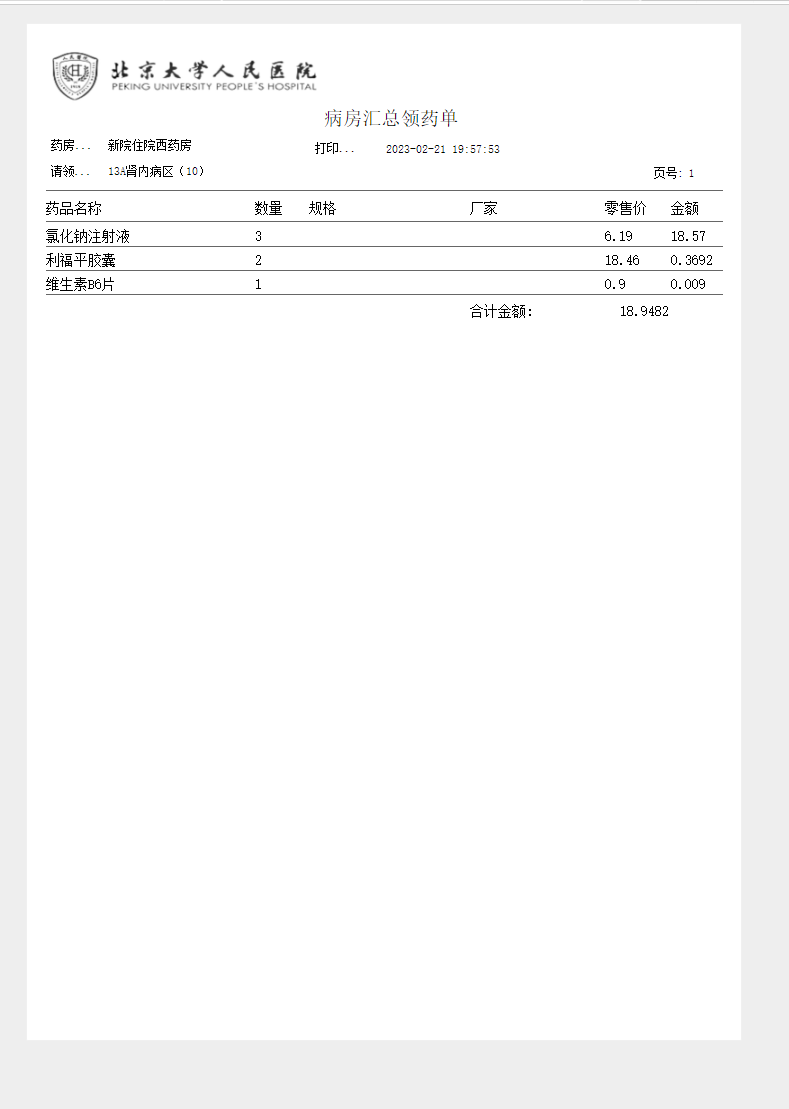 北京大学人民医院
PEKING UNIVERSITY PEOPLE'S HOSPITAL
病房汇总领药单
药房... 新院住院西药房 打印... 2023-02-21 19:57:53
请领... 13A肾内病区（10） 页号: 1
药品名称 数量 规格 厂家 零售价 金额
氯化钠注射液 3 6.19 18.57
利福平胶囊 2 18.46 0.3692
维生素B6片 1 0.9 0.009
合计金额: 18.9482